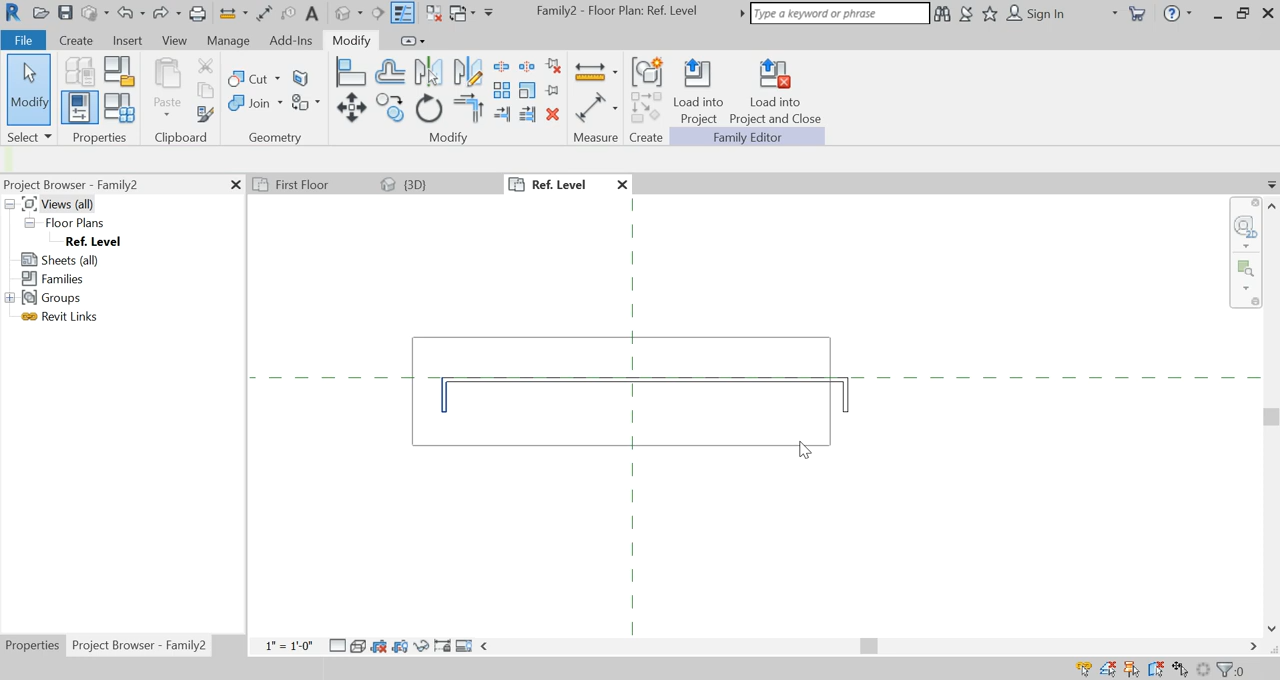 Family2 - Floor Plan: Ref. Level
Type a keyword or phrase
Sign In
File Create Insert View Manage Add-Ins Modify
Modify
Paste
Cut
Join
Load into
Project
Load into
Project and Close
Select Properties Clipboard Geometry Modify Measure Create Family Editor
Project Browser - Family2
First Floor
{3D}
Ref. Level
Views (all)
Floor Plans
Ref. Level
Sheets (all)
Families
Groups
Revit Links
2D
Properties
Project Browser - Family2
1" = 1'-0"
:0